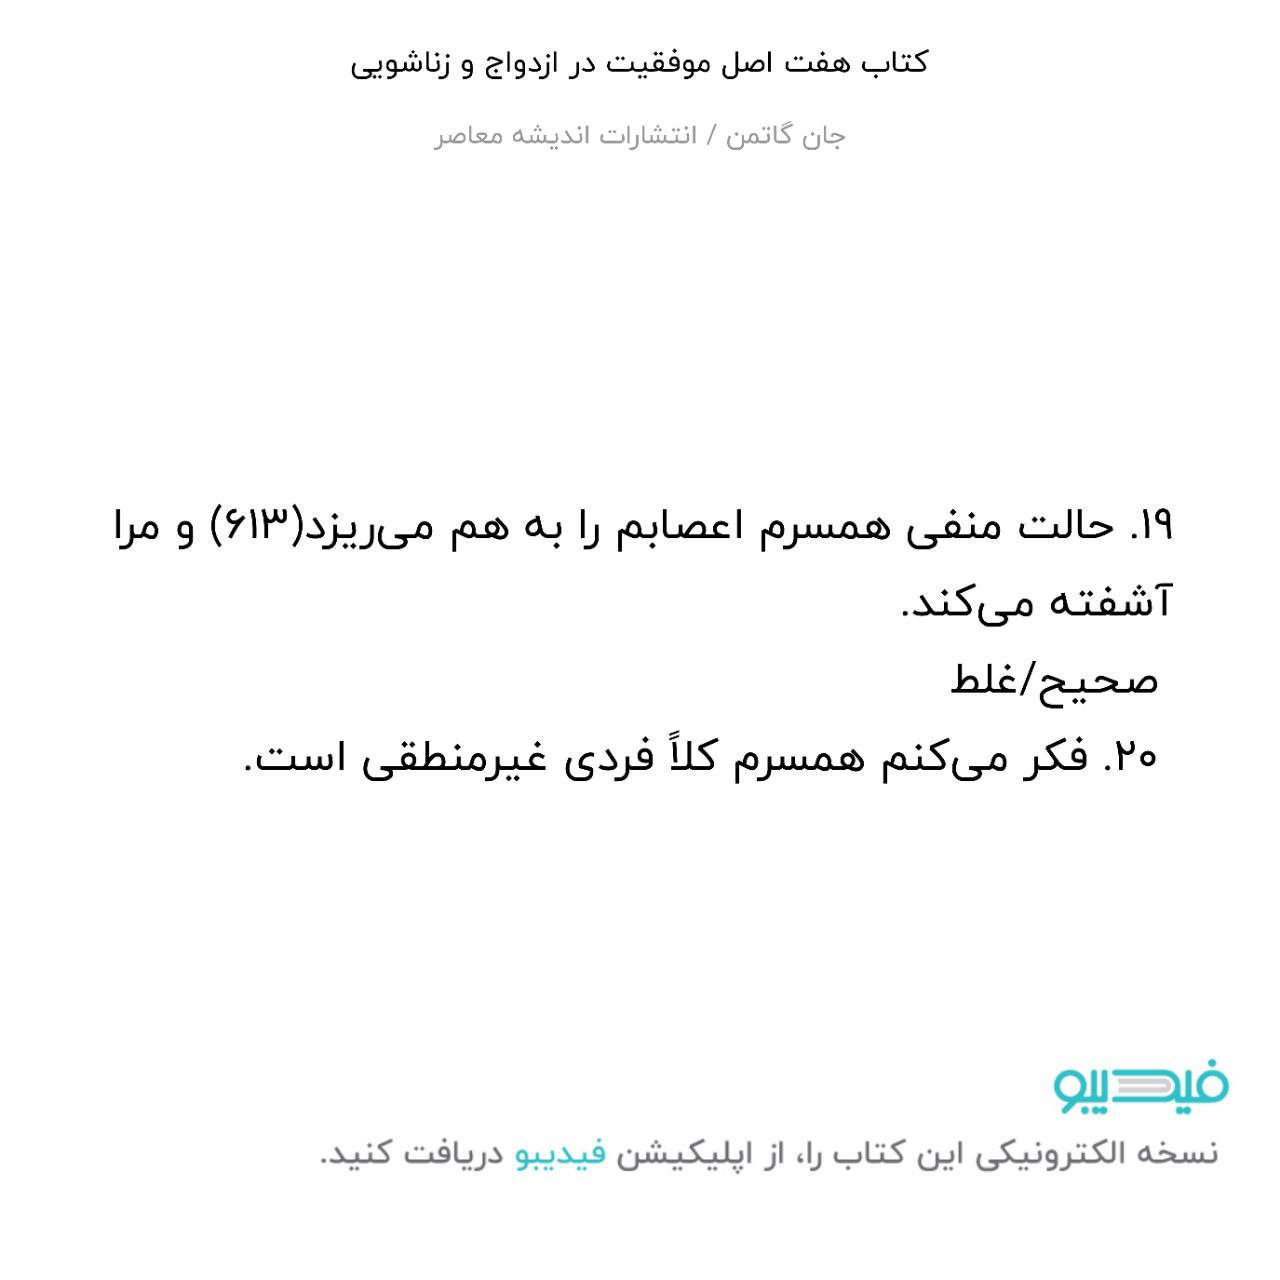 کتاب هفت اصل موفقیت در ازدواج و زناشویی
جان گاتمن / انتشارات اندیشه معاصر
۱۹. حالت منفی همسرم اعصابم را به هم می‌ریزد(۶۱۳) و مرا
آشفته می‌کند.
صحیح/غلط
۲۰. فکر می‌کنم همسرم کلاً فردی غیرمنطقی است.
فیدیبو
نسخه الکترونیکی این کتاب را، از اپلیکیشن فیدیبو دریافت کنید.